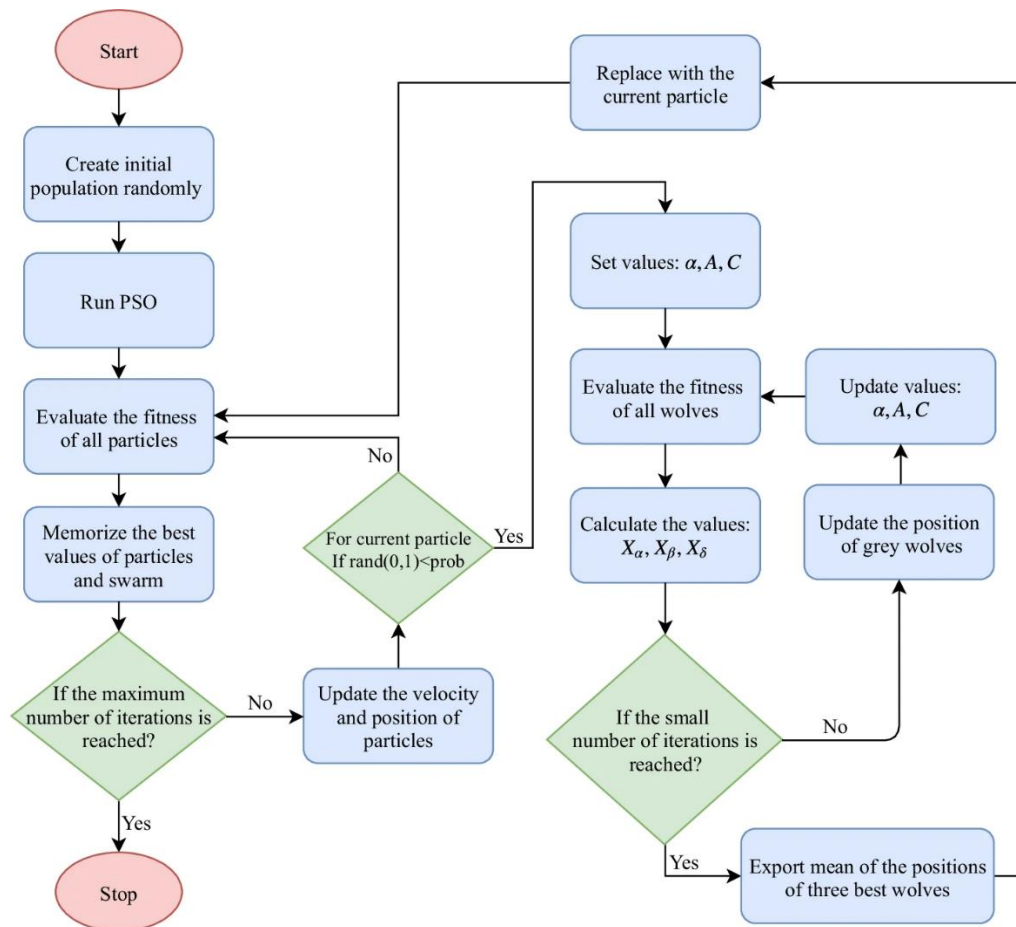 Start
Create initial
population randomly
Run PSO
Evaluate the fitness
of all particles
Memorize the best
values of particles
and swarm
If the maximum
number of iterations is
reached?
Yes
Stop
No
Update the velocity
and position of
particles
For current particle
If rand(0,1)<prob
No
Yes
Replace with the
current particle
Set values: α, A, C
Evaluate the fitness
of all wolves
Calculate the values:
Xα, Xβ, Xδ
If the small
number of iterations is
reached?
No
Update the position
of grey wolves
Update values:
α, A, C
Yes
Export mean of the positions
of three best wolves